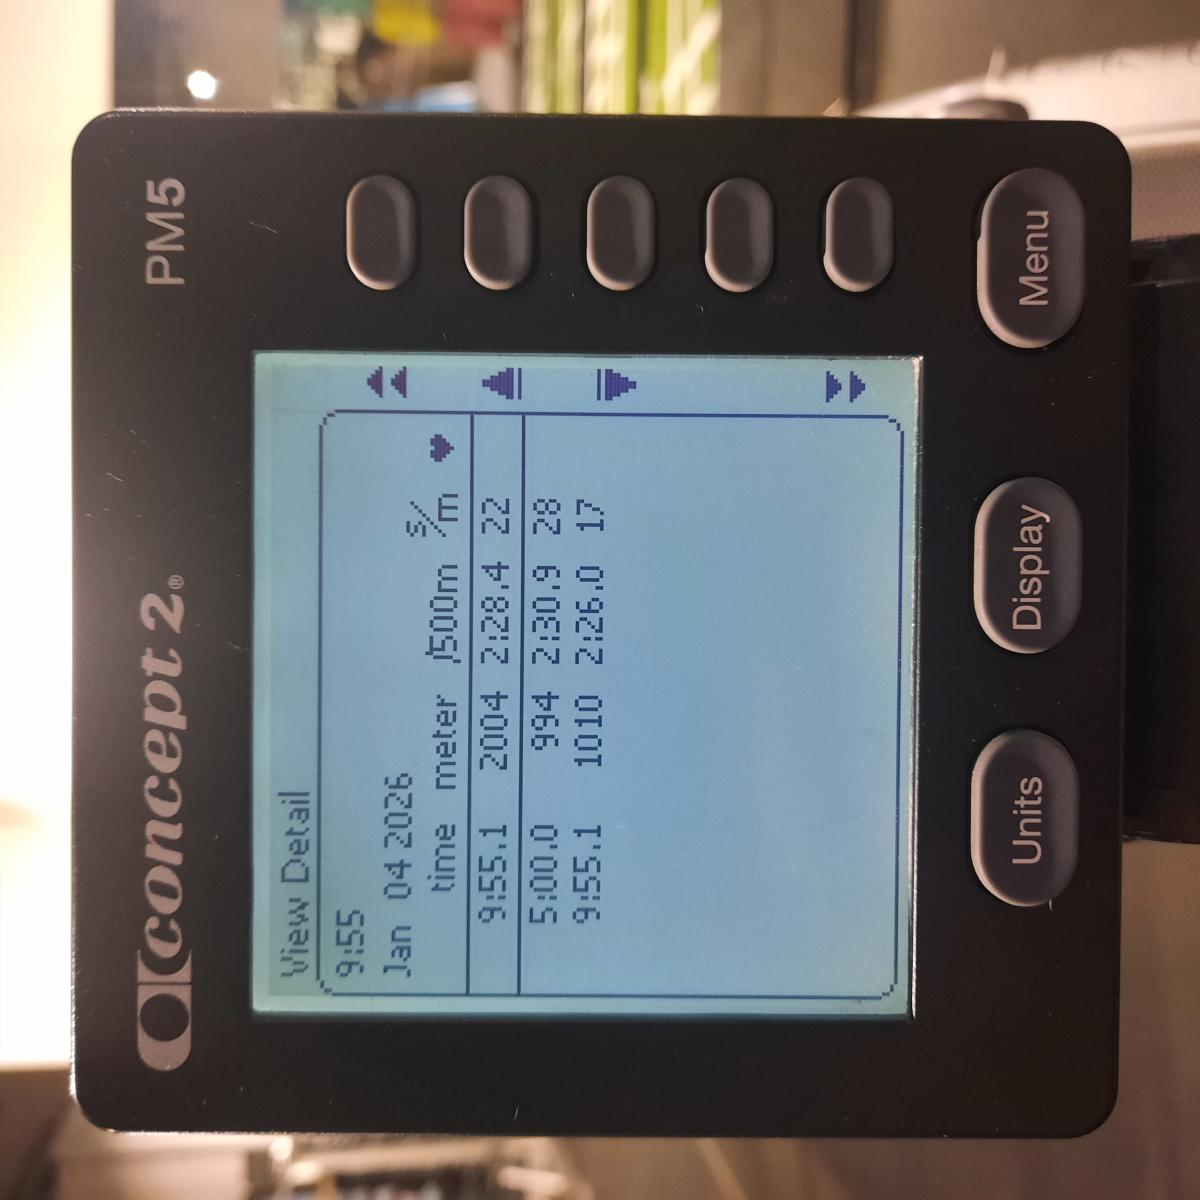 concept 2®
PM5
View Detail
9:55
Jan 04 2026
time meter /500m s/m ♥
9:55.1 2004 2:28.4 22
5:00.0 994 2:30.9 28
9:55.1 1010 2:26.0 17
Units Display Menu